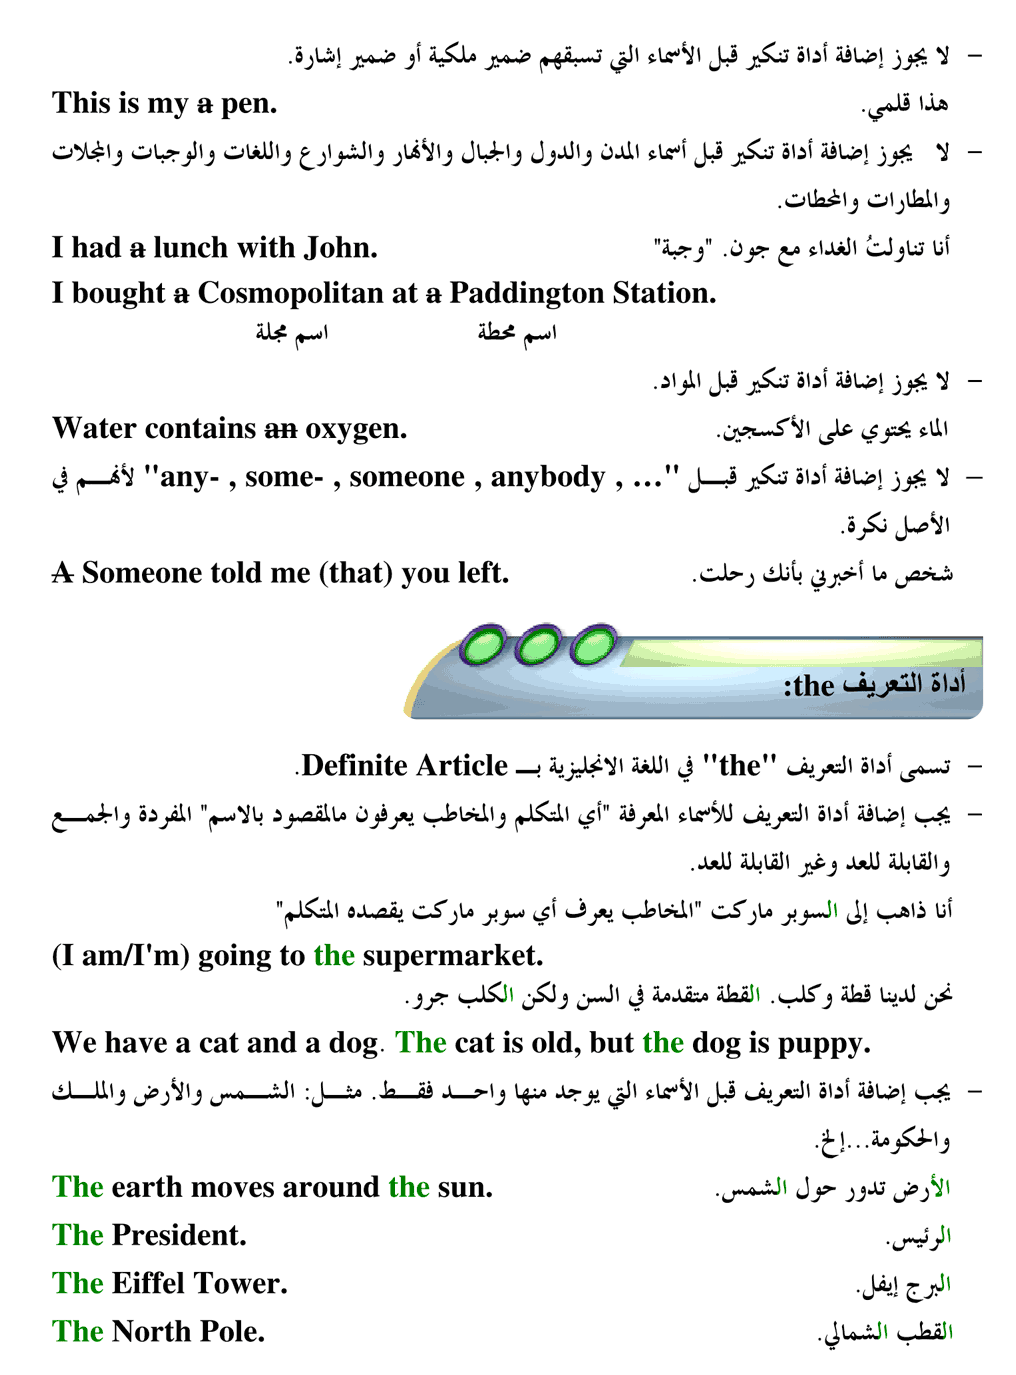 – لا يجوز إضافة أداة تنكير قبل الأسماء التي تسبقهم ضمير ملكية أو ضمير إشارة.
This is my a pen. هذا قلمي.
– لا يجوز إضافة أداة تنكير قبل أسماء المدن والدول والجبال والأنهار والشوارع واللغات والوجبات والمجلات
والمطارات والمحطات.
I had a lunch with John. أنا تناولتُ الغداء مع جون. "وجبة"
I bought a Cosmopolitan at a Paddington Station.
اسم مجلة اسم محطة
– لا يجوز إضافة أداة تنكير قبل المواد.
Water contains an oxygen. الماء يحتوي على الأكسجين.
– لا يجوز إضافة أداة تنكير قبـــل "any- , some- , someone , anybody , …" لأنهـــم في
الأصل نكرة.
A Someone told me (that) you left. شخص ما أخبرني بأنك رحلت.
أداة التعريف the:
– تسمى أداة التعريف "the" في اللغة الانجليزية بـــ Definite Article.
– يجب إضافة أداة التعريف للأسماء المعرفة "أي المتكلم والمخاطب يعرفون مالمقصود بالاسم" المفردة والجمـــع
والقابلة للعد وغير القابلة للعد.
أنا ذاهب إلى السوبر ماركت "المخاطب يعرف أي سوبر ماركت يقصده المتكلم"
(I am/I'm) going to the supermarket.
نحن لدينا قطة وكلب. القطة متقدمة في السن ولكن الكلب جرو.
We have a cat and a dog. The cat is old, but the dog is puppy.
– يجب إضافة أداة التعريف قبل الأسماء التي يوجد منها واحـــد فقـــط. مثـــل: الشـــمس والأرض والملـــك
والحكومة…إلخ.
The earth moves around the sun. الأرض تدور حول الشمس.
The President. الرئيس.
The Eiffel Tower. البرج إيفل.
The North Pole. القطب الشمالي.